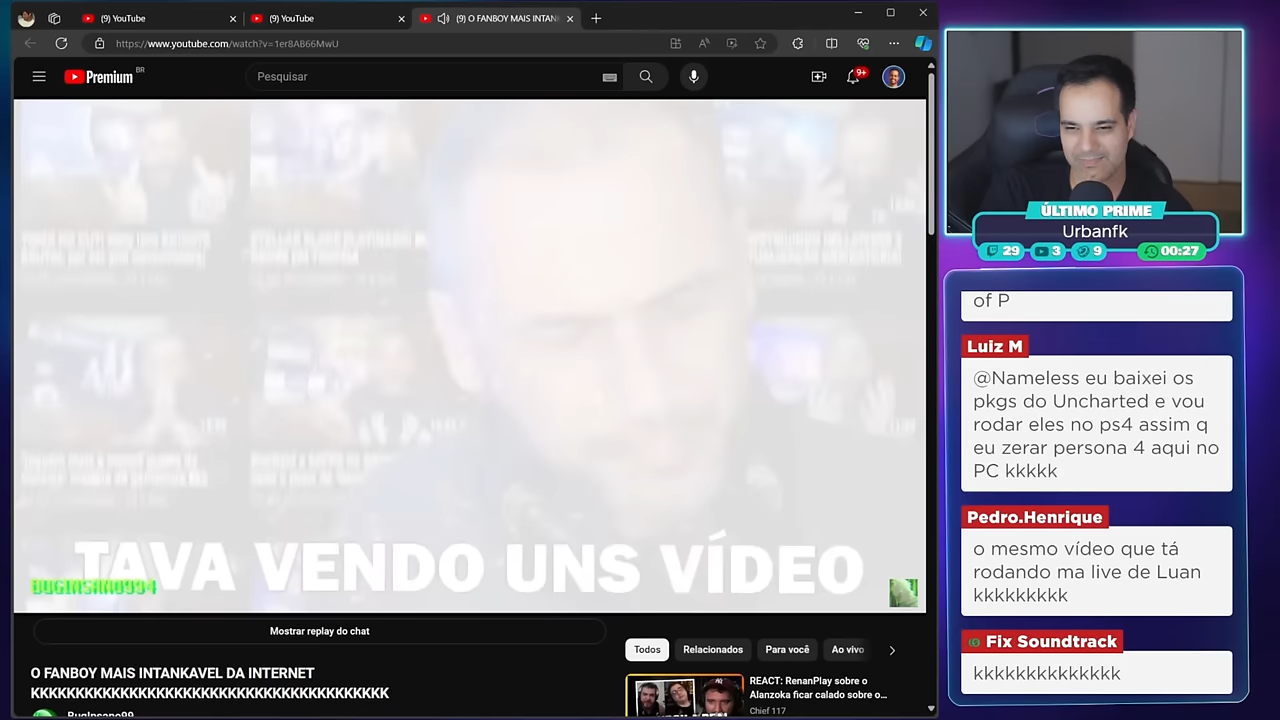 (9) YouTube
(9) YouTube
(9) O FANBOY MAIS INTAN
https://www.youtube.com/watch?v=1er8AB66MwU
Premium BR
Pesquisar
9+
TAVA VENDO UNS VÍDEO
BUGINSANO994
Mostrar replay do chat
O FANBOY MAIS INTANKAVEL DA INTERNET
KKKKKKKKKKKKKKKKKKKKKKKKKKKKKKKKKKKKKKKK
BugInsano99
Todos
Relacionados
Para você
Ao vivo
REACT: RenanPlay sobre o
Alanzoka ficar calado sobre o...
Chief 117
ÚLTIMO PRIME
Urbanfk
29
3
9
00:27
of P
Luiz M
@Nameless eu baixei os
pkgs do Uncharted e vou
rodar eles no ps4 assim q
eu zerar persona 4 aqui no
PC kkkkk
Pedro.Henrique
o mesmo vídeo que tá
rodando ma live de Luan
kkkkkkkkk
Fix Soundtrack
kkkkkkkkkkkkkk